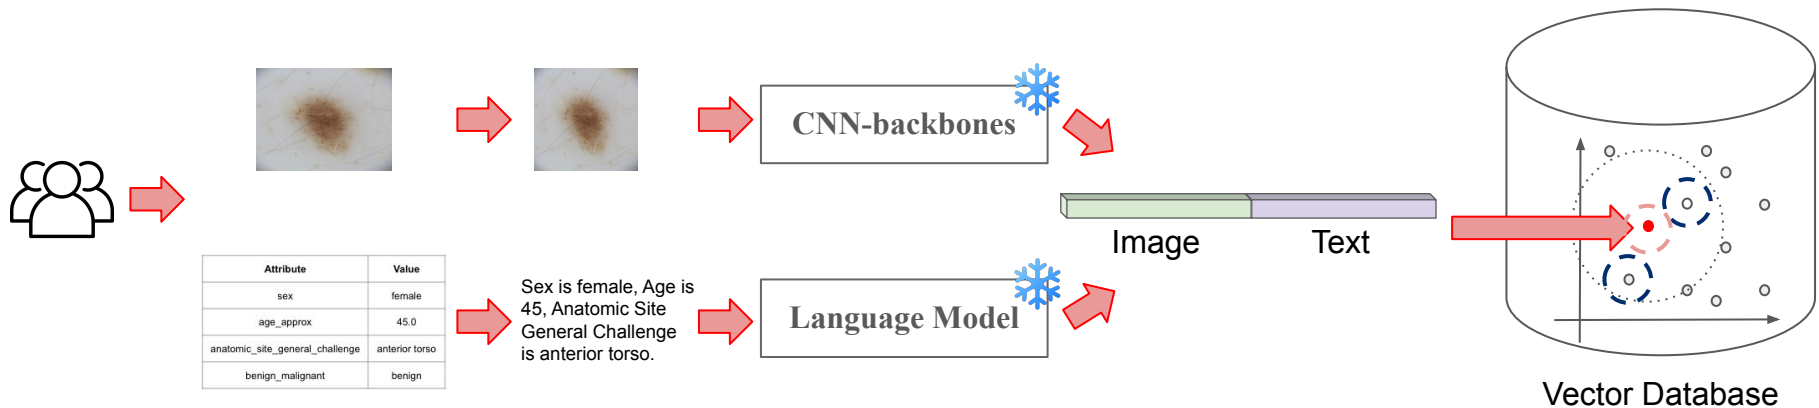 CNN-backbones
Image
Text
Attribute
Value
sex
female
age_approx
45.0
anatomic_site_general_challenge
anterior torso
benign_malignant
benign
Sex is female, Age is
45, Anatomic Site
General Challenge
is anterior torso.
Language Model
Vector Database